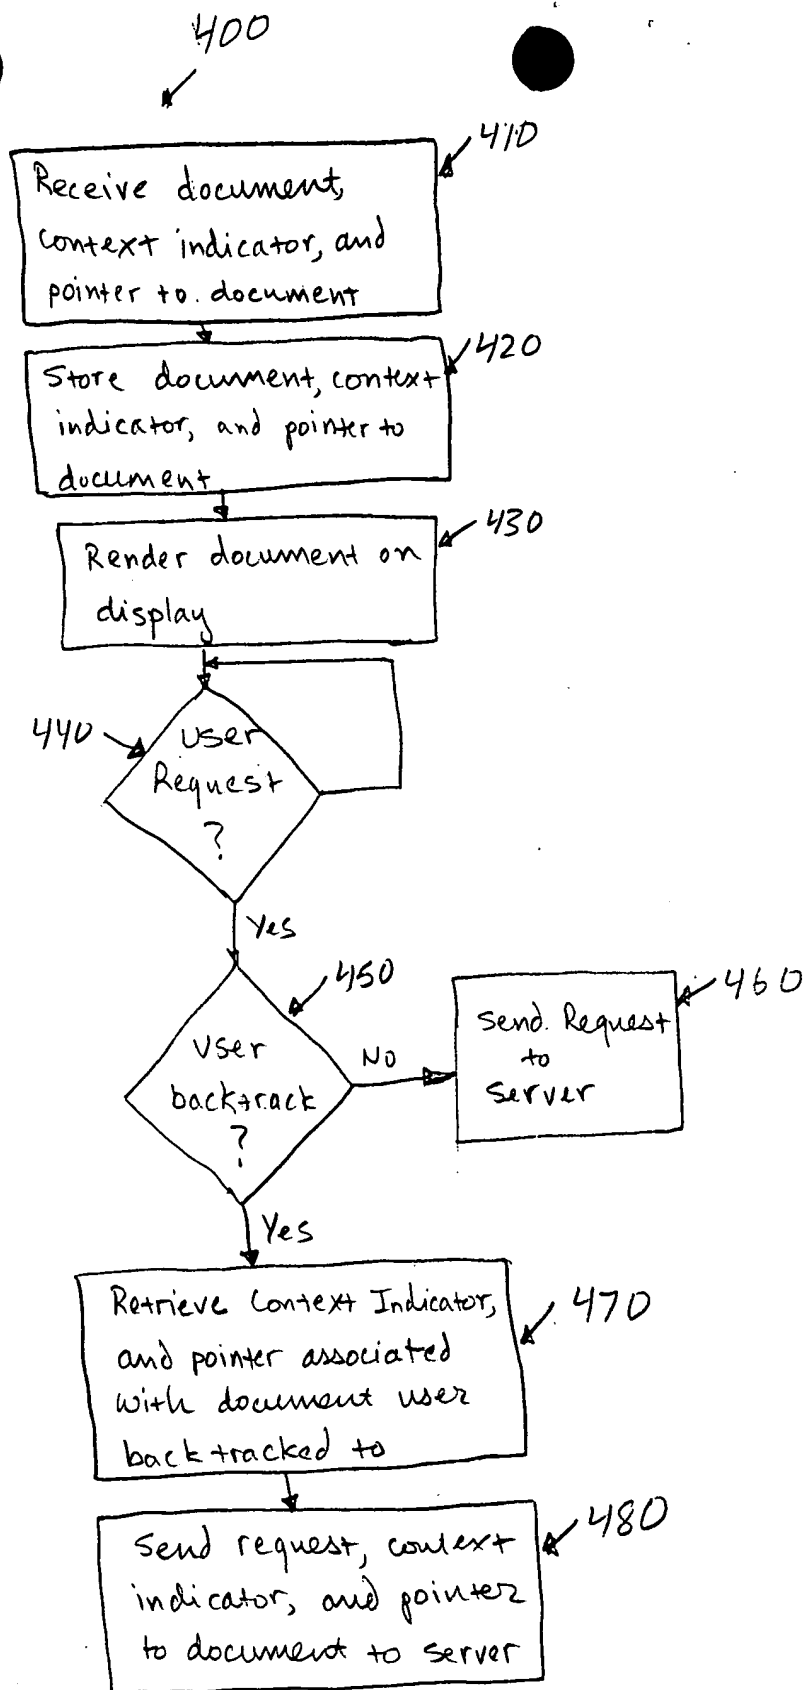 400
410
Receive document,
context indicator, and
pointer to document
420
Store document, context
indicator, and pointer to
document
430
Render document on
display
440
User
Request
?
Yes
450
User
backtrack
?
No
460
Send Request
to
Server
Yes
470
Retrieve Context Indicator,
and pointer associated
with document user
backtracked to
480
Send request, context
indicator, and pointer
to document to server